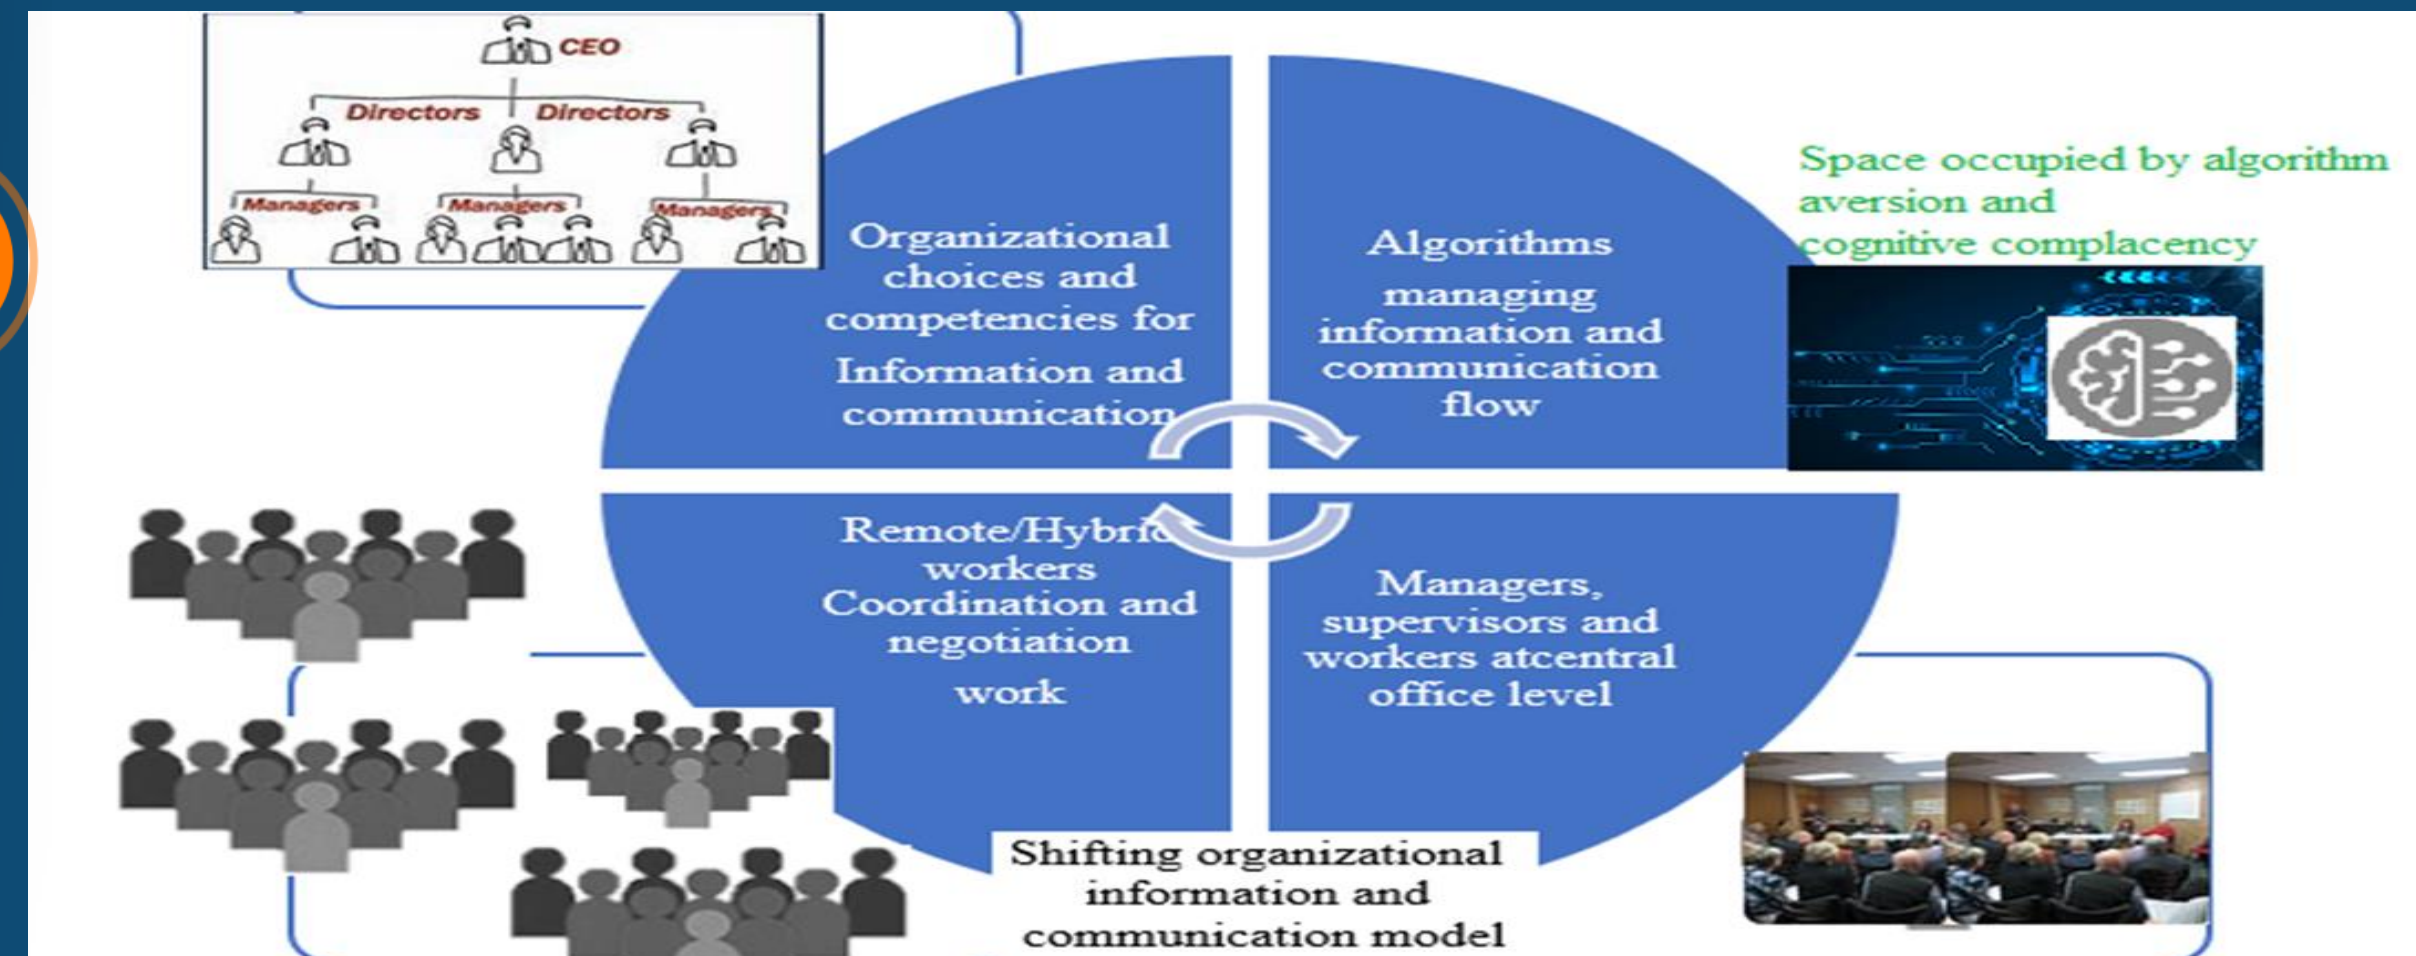 CEO
Directors Directors
Managers Managers Managers
Organizational
choices and
competencies for
Information and
communication
Algorithms
managing
information and
communication
flow
Space occupied by algorithm
aversion and
cognitive complacency
Remote/Hybrid
workers
Coordination and
negotiation
work
Managers,
supervisors and
workers atcentral
office level
Shifting organizational
information and
communication model